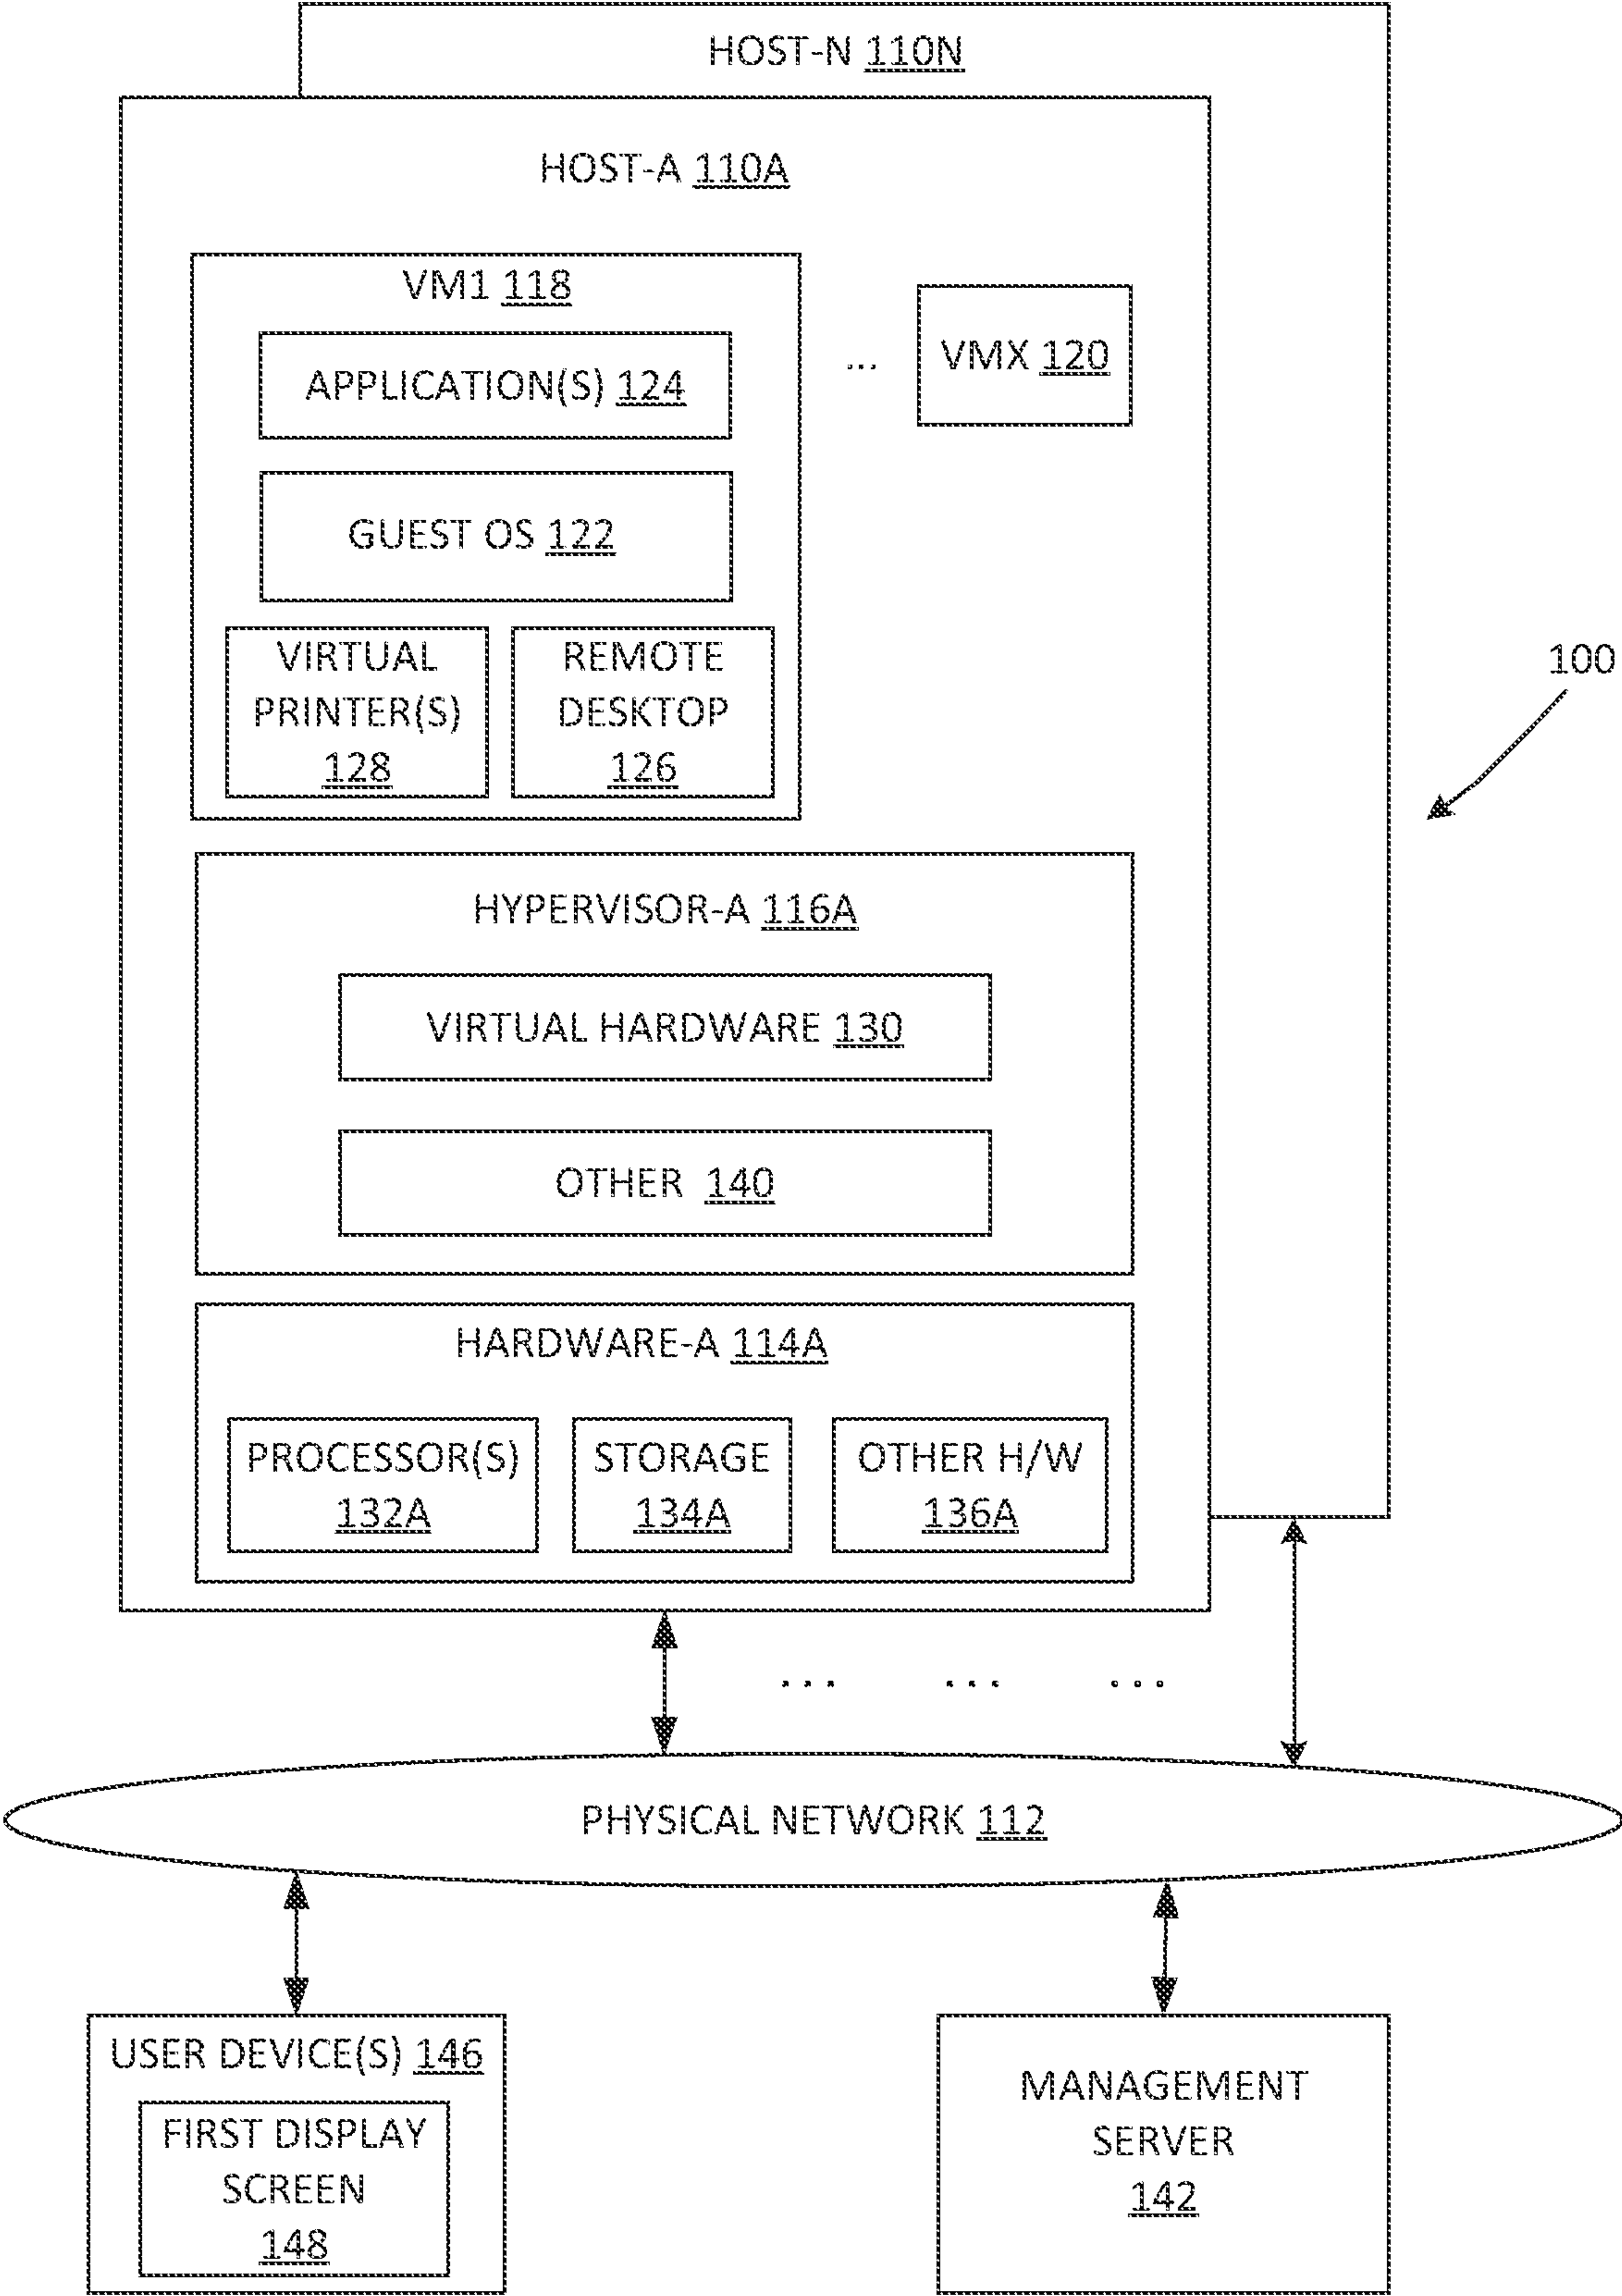 HOST-N 110N
HOST-A 110A
VM1 118
APPLICATION(S) 124
... VMX 120
GUEST OS 122
VIRTUAL
PRINTER(S)
128
REMOTE
DESKTOP
126
100
HYPERVISOR-A 116A
VIRTUAL HARDWARE 130
OTHER 140
HARDWARE-A 114A
PROCESSOR(S)
132A
STORAGE
134A
OTHER H/W
136A
... ... ...
PHYSICAL NETWORK 112
USER DEVICE(S) 146
FIRST DISPLAY
SCREEN
148
MANAGEMENT
SERVER
142